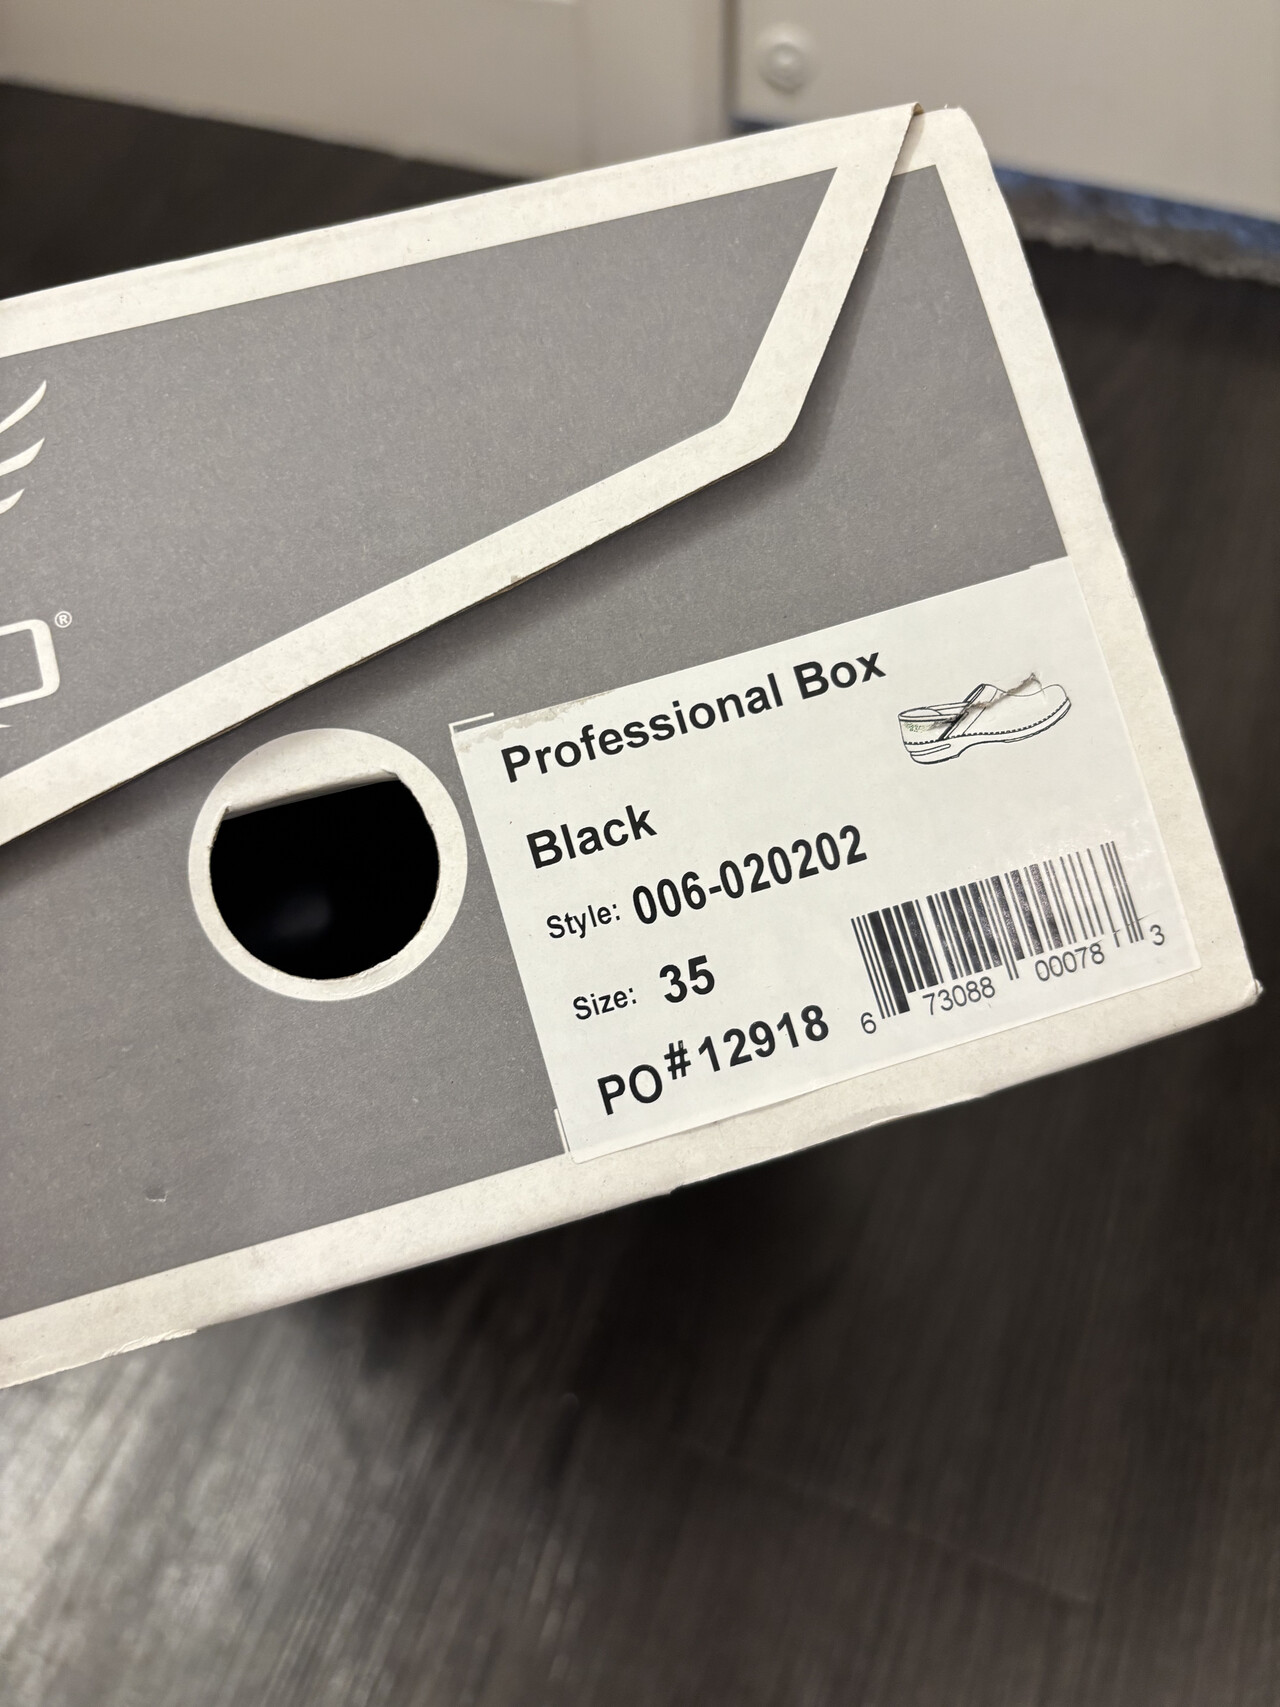 O®
Professional Box
Black
Style: 006-020202
Size: 35
PO#12918
6 73088 00078 3